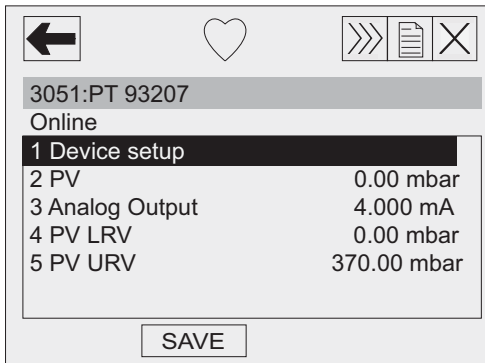 3051:PT 93207
Online
1 Device setup
2 PV 0.00 mbar
3 Analog Output 4.000 mA
4 PV LRV 0.00 mbar
5 PV URV 370.00 mbar
SAVE